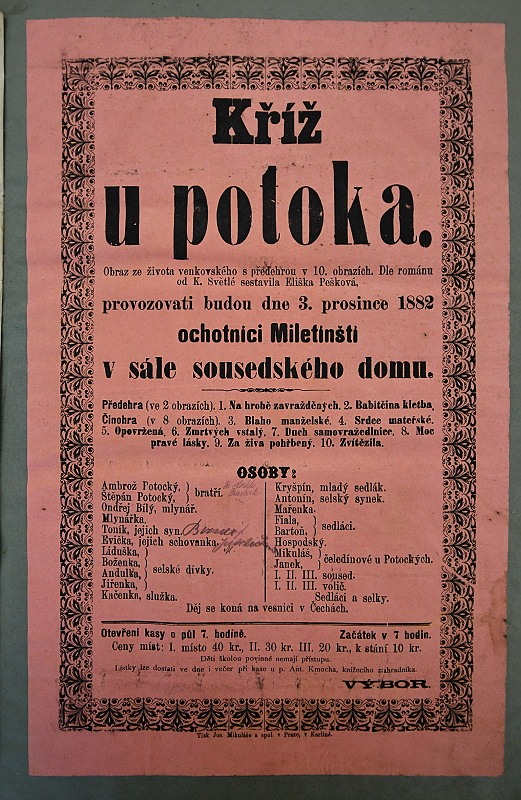 Kříž
u potoka.
Obraz ze života venkovského s předehrou v 10. obrazích. Dle románu
od K. Světlé sestavila Eliška Pešková,
provozovati budou dne 3. prosince 1882
ochotníci Miletínští
v sále sousedského domu.
Předehra (ve 2 obrazích). 1. Na hrobě zavražděných. 2. Babiččina kletba,
Činohra (v 8 obrazích). 3. Blaho manželské. 4. Srdce mateřské.
5. Opovržená, 6. Zmrtvých vstalý, 7. Duch samovražedlnice. 8. Moc
pravé lásky. 9. Za živa pohřbený. 10. Zvítězila.
OSOBY:
Ambrož Potocký,
Štěpán Potocký, bratří.
Ondřej Bílý, mlynář.
Mlynářka.
Toník, jejich syn.
Evička, jejich schovanka.
Liduška,
Boženka,
Andulka, selské dívky.
Jiřenka,
Kačenka, služka.
Kryšpín, mladý sedlák.
Antonín, selský synek.
Mařenka.
Fiala,
Bartoň, sedláci.
Hospodský.
Mikuláš,
Janek, čeledínové u Potockých.
I. II. III. soused.
I. II. III. volič.
Sedláci a selky.
Děj se koná na vesnici v Čechách.
Otevření kasy o půl 7. hodině. Začátek v 7 hodin.
Ceny míst: I. místo 40 kr., II. 30 kr. III. 20 kr., k stání 10 kr.
Děti školou povinné nemají přístupu.
Lístky lze dostati ve dne i večer při kase u p. Ant. Kmocha, knížecího zahradníka.
VÝBOR.
Tisk Jos. Mikuláše a spol. v Praze, v Karlíně.